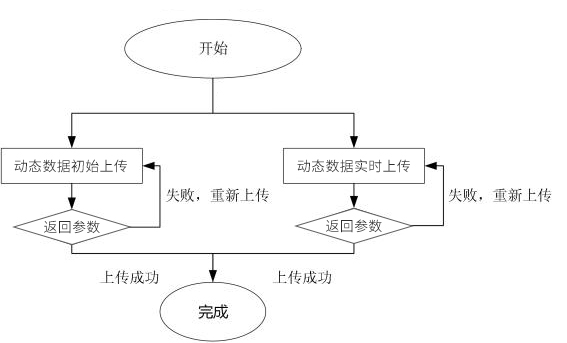 开始
动态数据初始上传
动态数据实时上传
失败，重新上传
失败，重新上传
返回参数
返回参数
上传成功
上传成功
完成